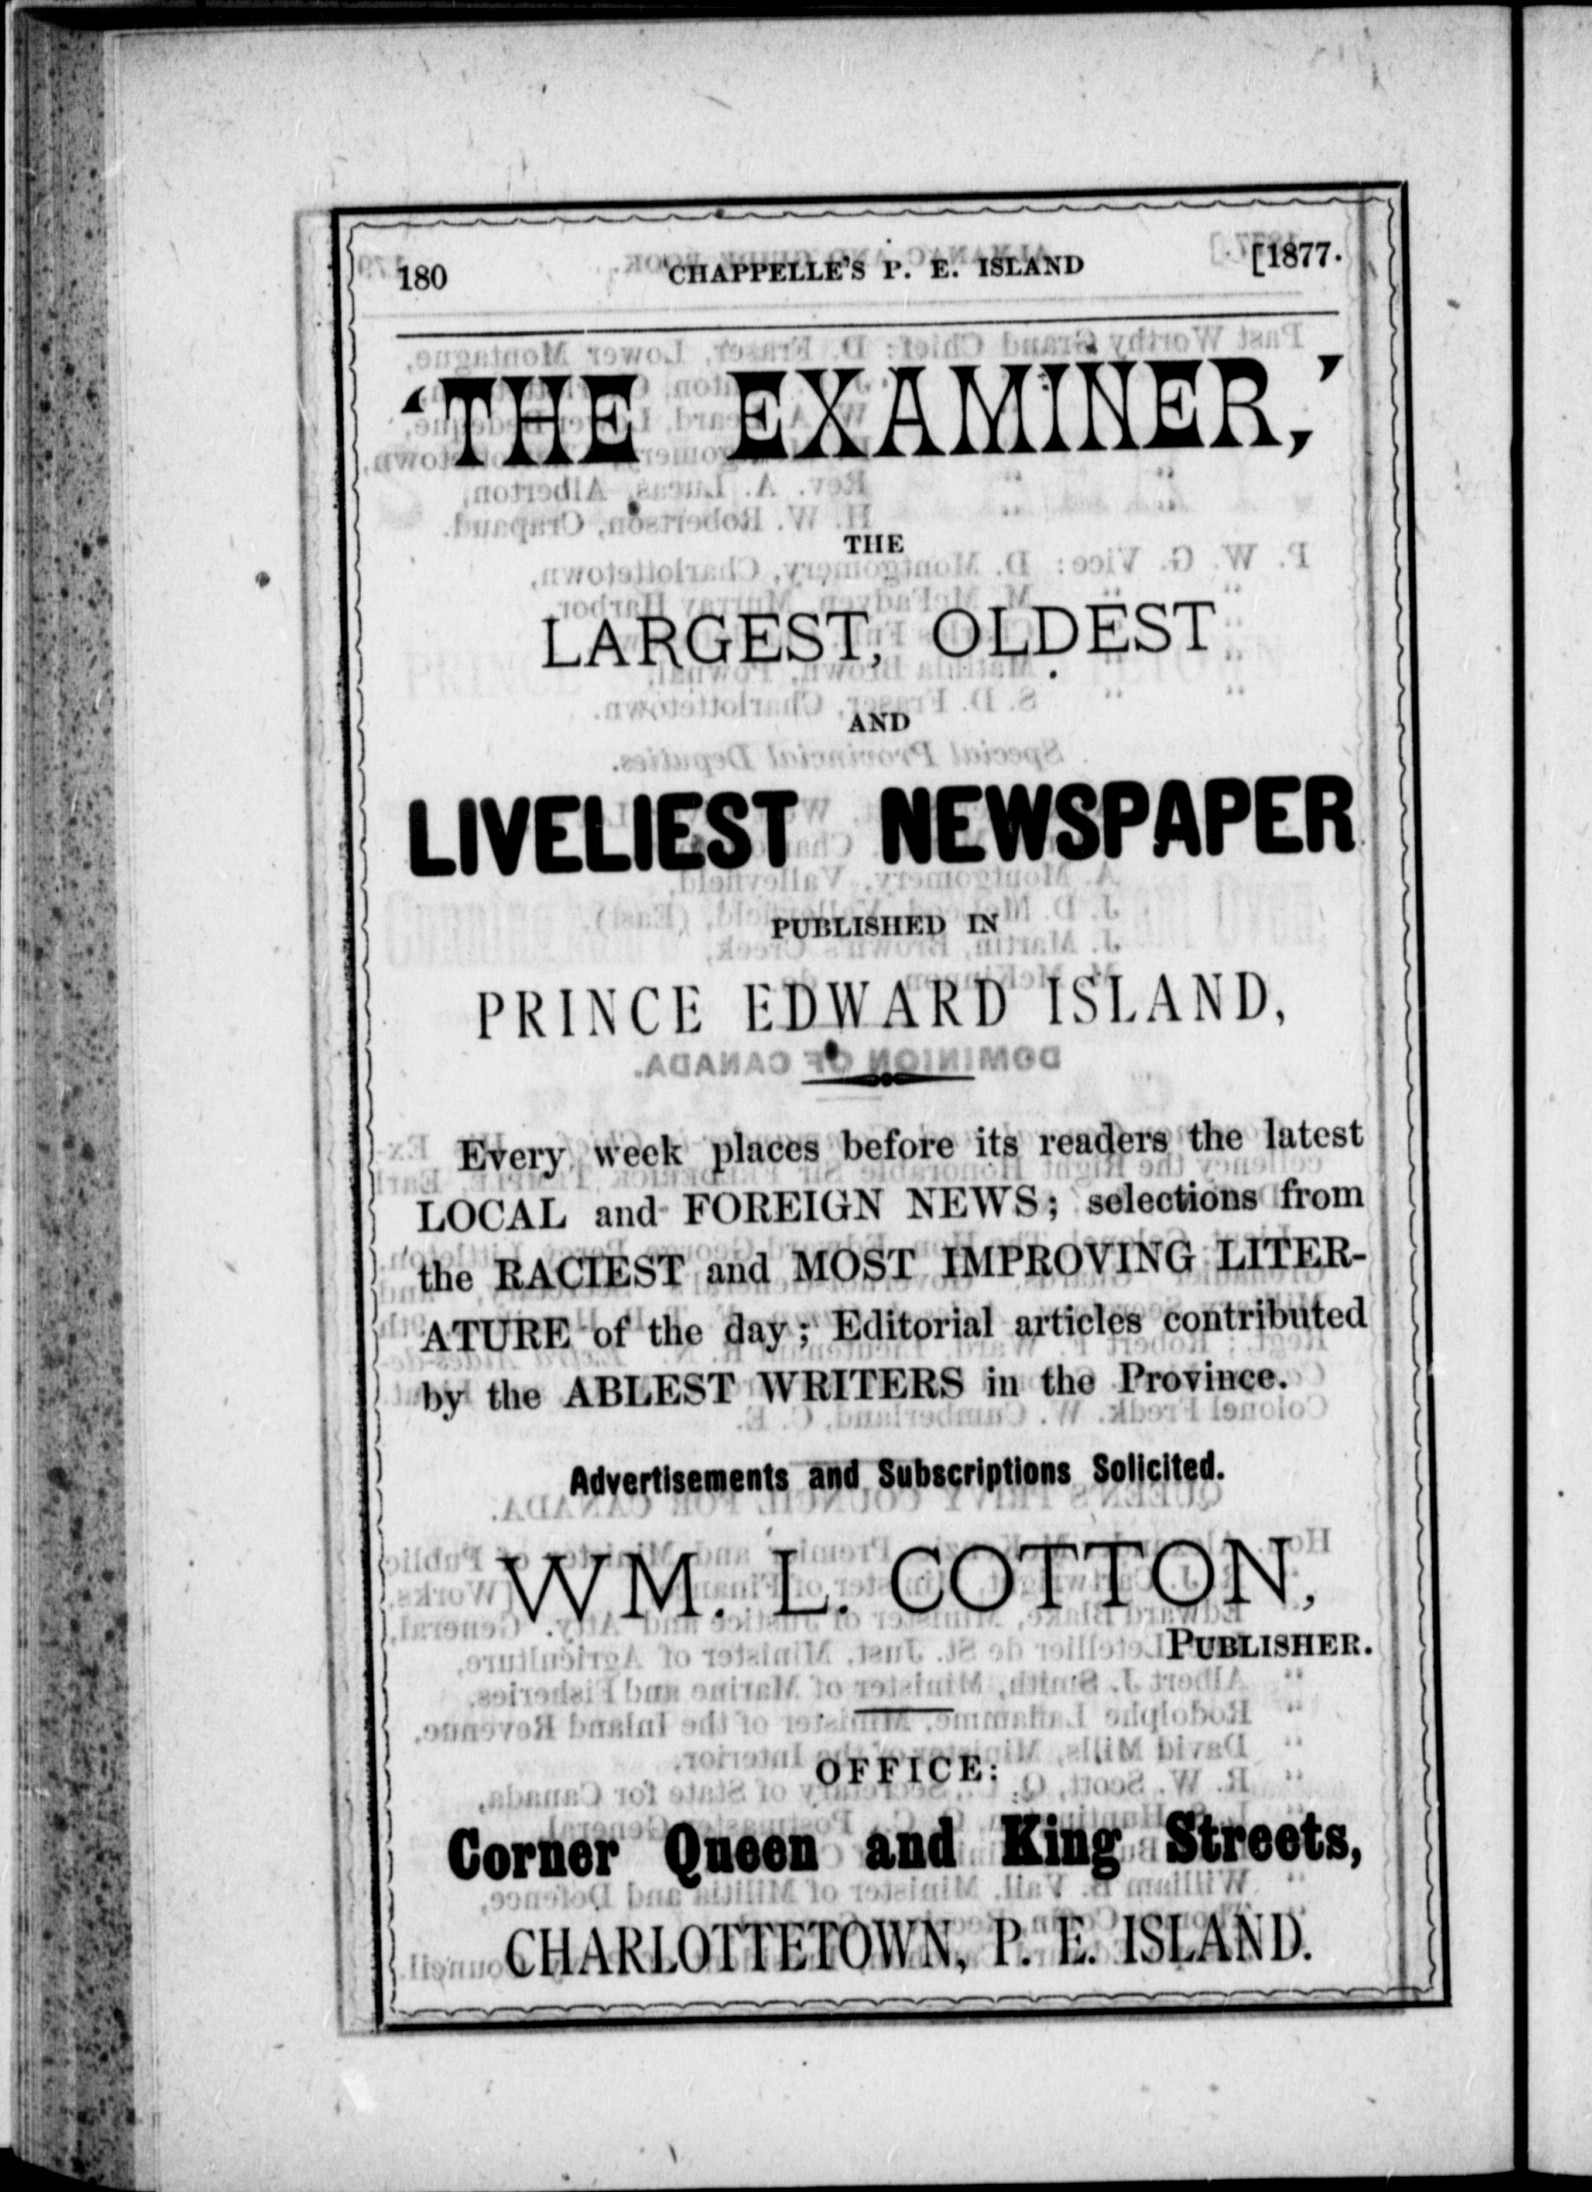 180 CHAPPELLE'S P. E. ISLAND [1877.
'THE EXAMINER,'
THE
LARGEST, OLDEST
AND
LIVELIEST NEWSPAPER
PUBLISHED IN
PRINCE EDWARD ISLAND,
Every week places before its readers the latest
LOCAL and FOREIGN NEWS; selections from
the RACIEST and MOST IMPROVING LITER-
ATURE of the day; Editorial articles contributed
by the ABLEST WRITERS in the Province.
Advertisements and Subscriptions Solicited.
WM. L. COTTON,
PUBLISHER.
OFFICE:
Corner Queen and King Streets,
CHARLOTTETOWN, P. E. ISLAND.